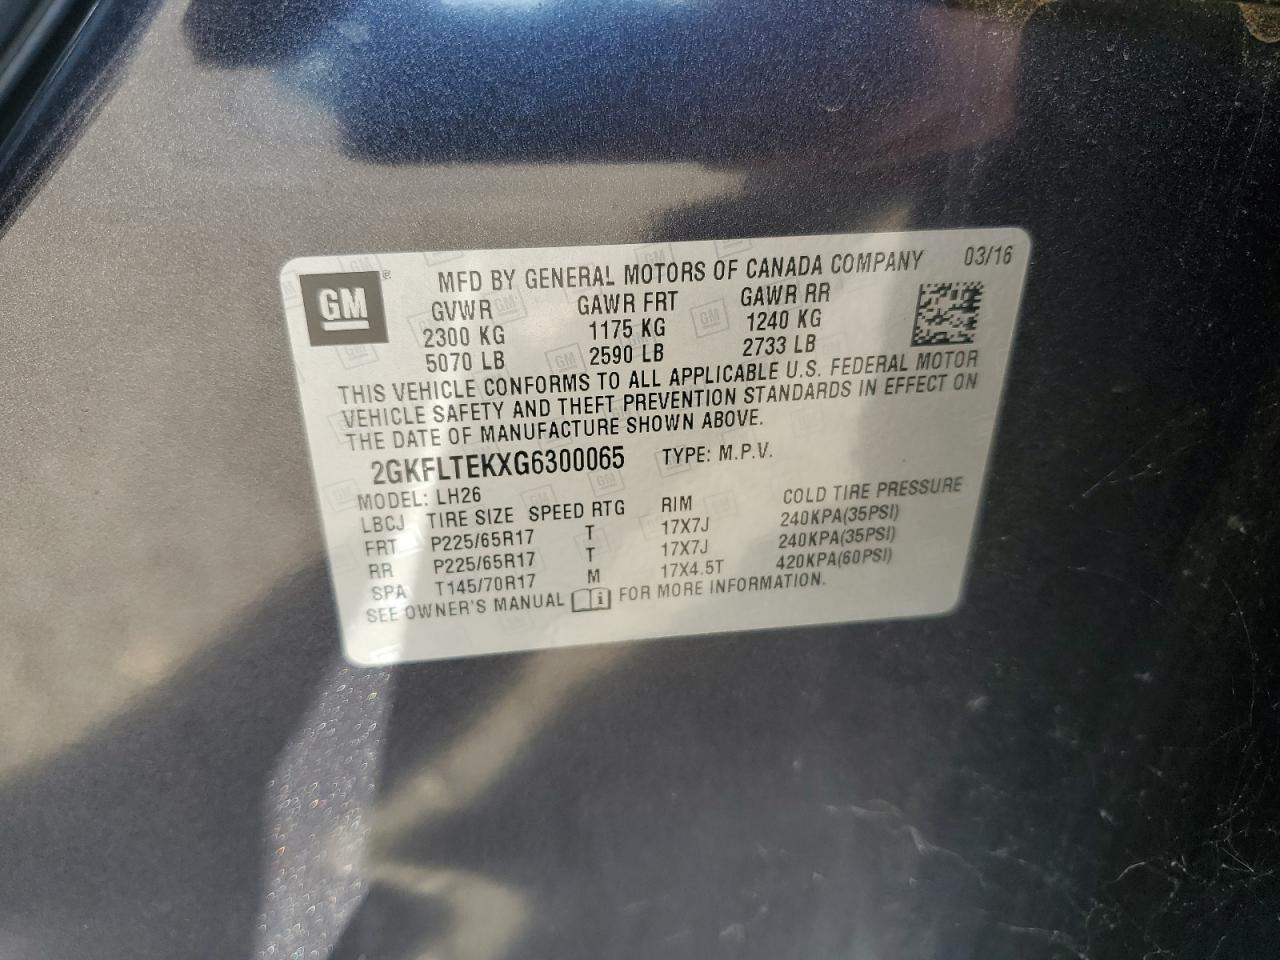 GM®
MFD BY GENERAL MOTORS OF CANADA COMPANY 03/16
GVWR GAWR FRT GAWR RR
2300 KG 1175 KG 1240 KG
5070 LB 2590 LB 2733 LB
THIS VEHICLE CONFORMS TO ALL APPLICABLE U.S. FEDERAL MOTOR
VEHICLE SAFETY AND THEFT PREVENTION STANDARDS IN EFFECT ON
THE DATE OF MANUFACTURE SHOWN ABOVE.
2GKFLTEKXG6300065 TYPE: M.P.V.
MODEL: LH26
LBCJ TIRE SIZE SPEED RTG RIM COLD TIRE PRESSURE
FRT P225/65R17 T 17X7J 240KPA(35PSI)
RR P225/65R17 T 17X7J 240KPA(35PSI)
SPA T145/70R17 M 17X4.5T 420KPA(60PSI)
SEE OWNER'S MANUAL i FOR MORE INFORMATION.